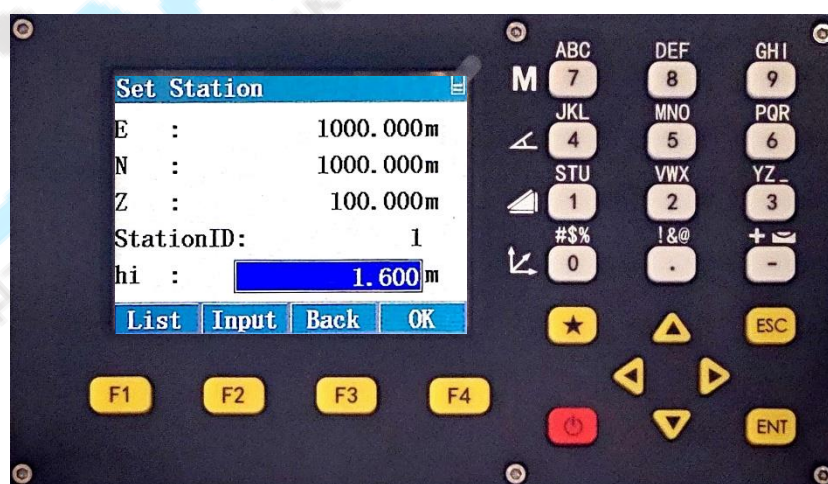 Set Station
E : 1000.000m
N : 1000.000m
Z : 100.000m
StationID: 1
hi : 1.600m
List Input Back OK
F1 F2 F3 F4
ABC DEF GHI
M 7 8 9
JKL MNO PQR
4 5 6
STU VWX YZ_
1 2 3
#$% !&@ +
0 . -
★ ESC
ENT